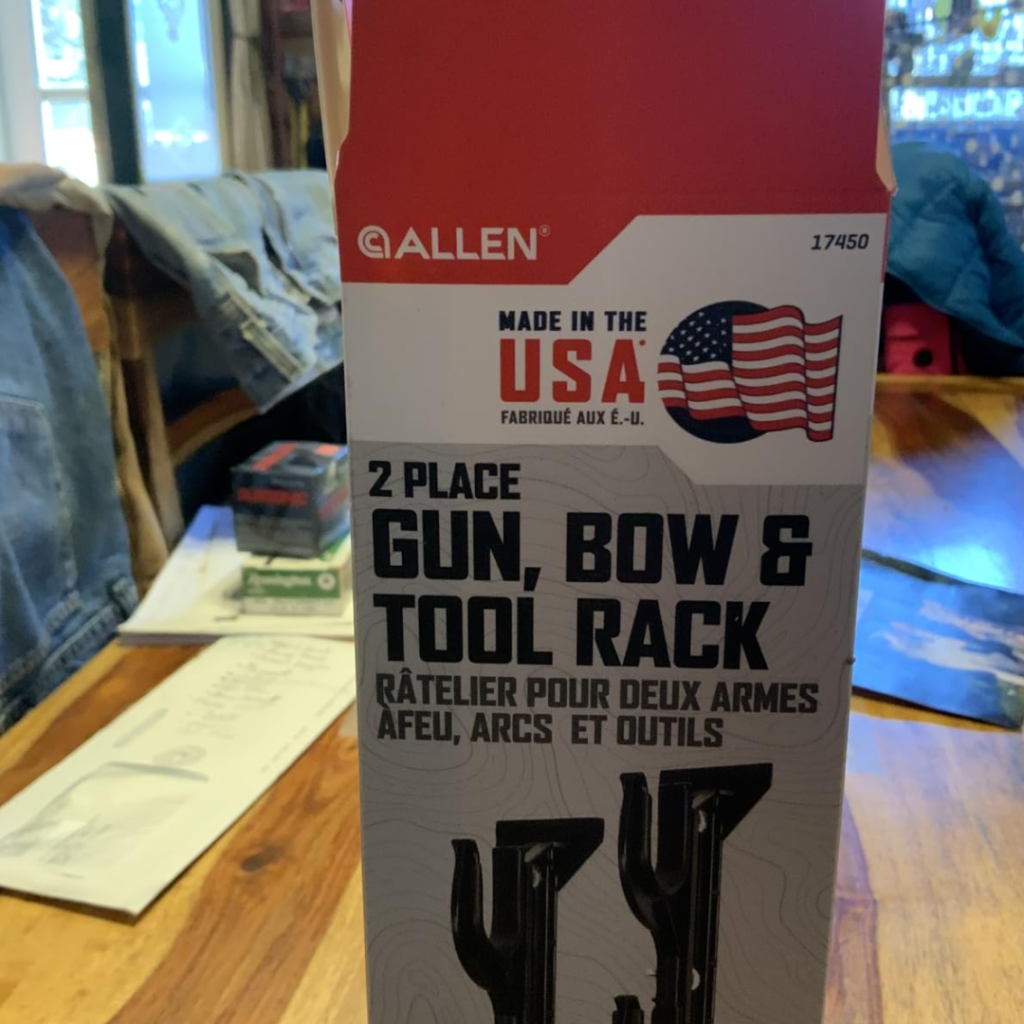 ALLEN®
17450
MADE IN THE
USA*
FABRIQUÉ AUX É.-U.
2 PLACE
GUN, BOW &
TOOL RACK
RÂTELIER POUR DEUX ARMES
ÀFEU, ARCS ET OUTILS
Remington